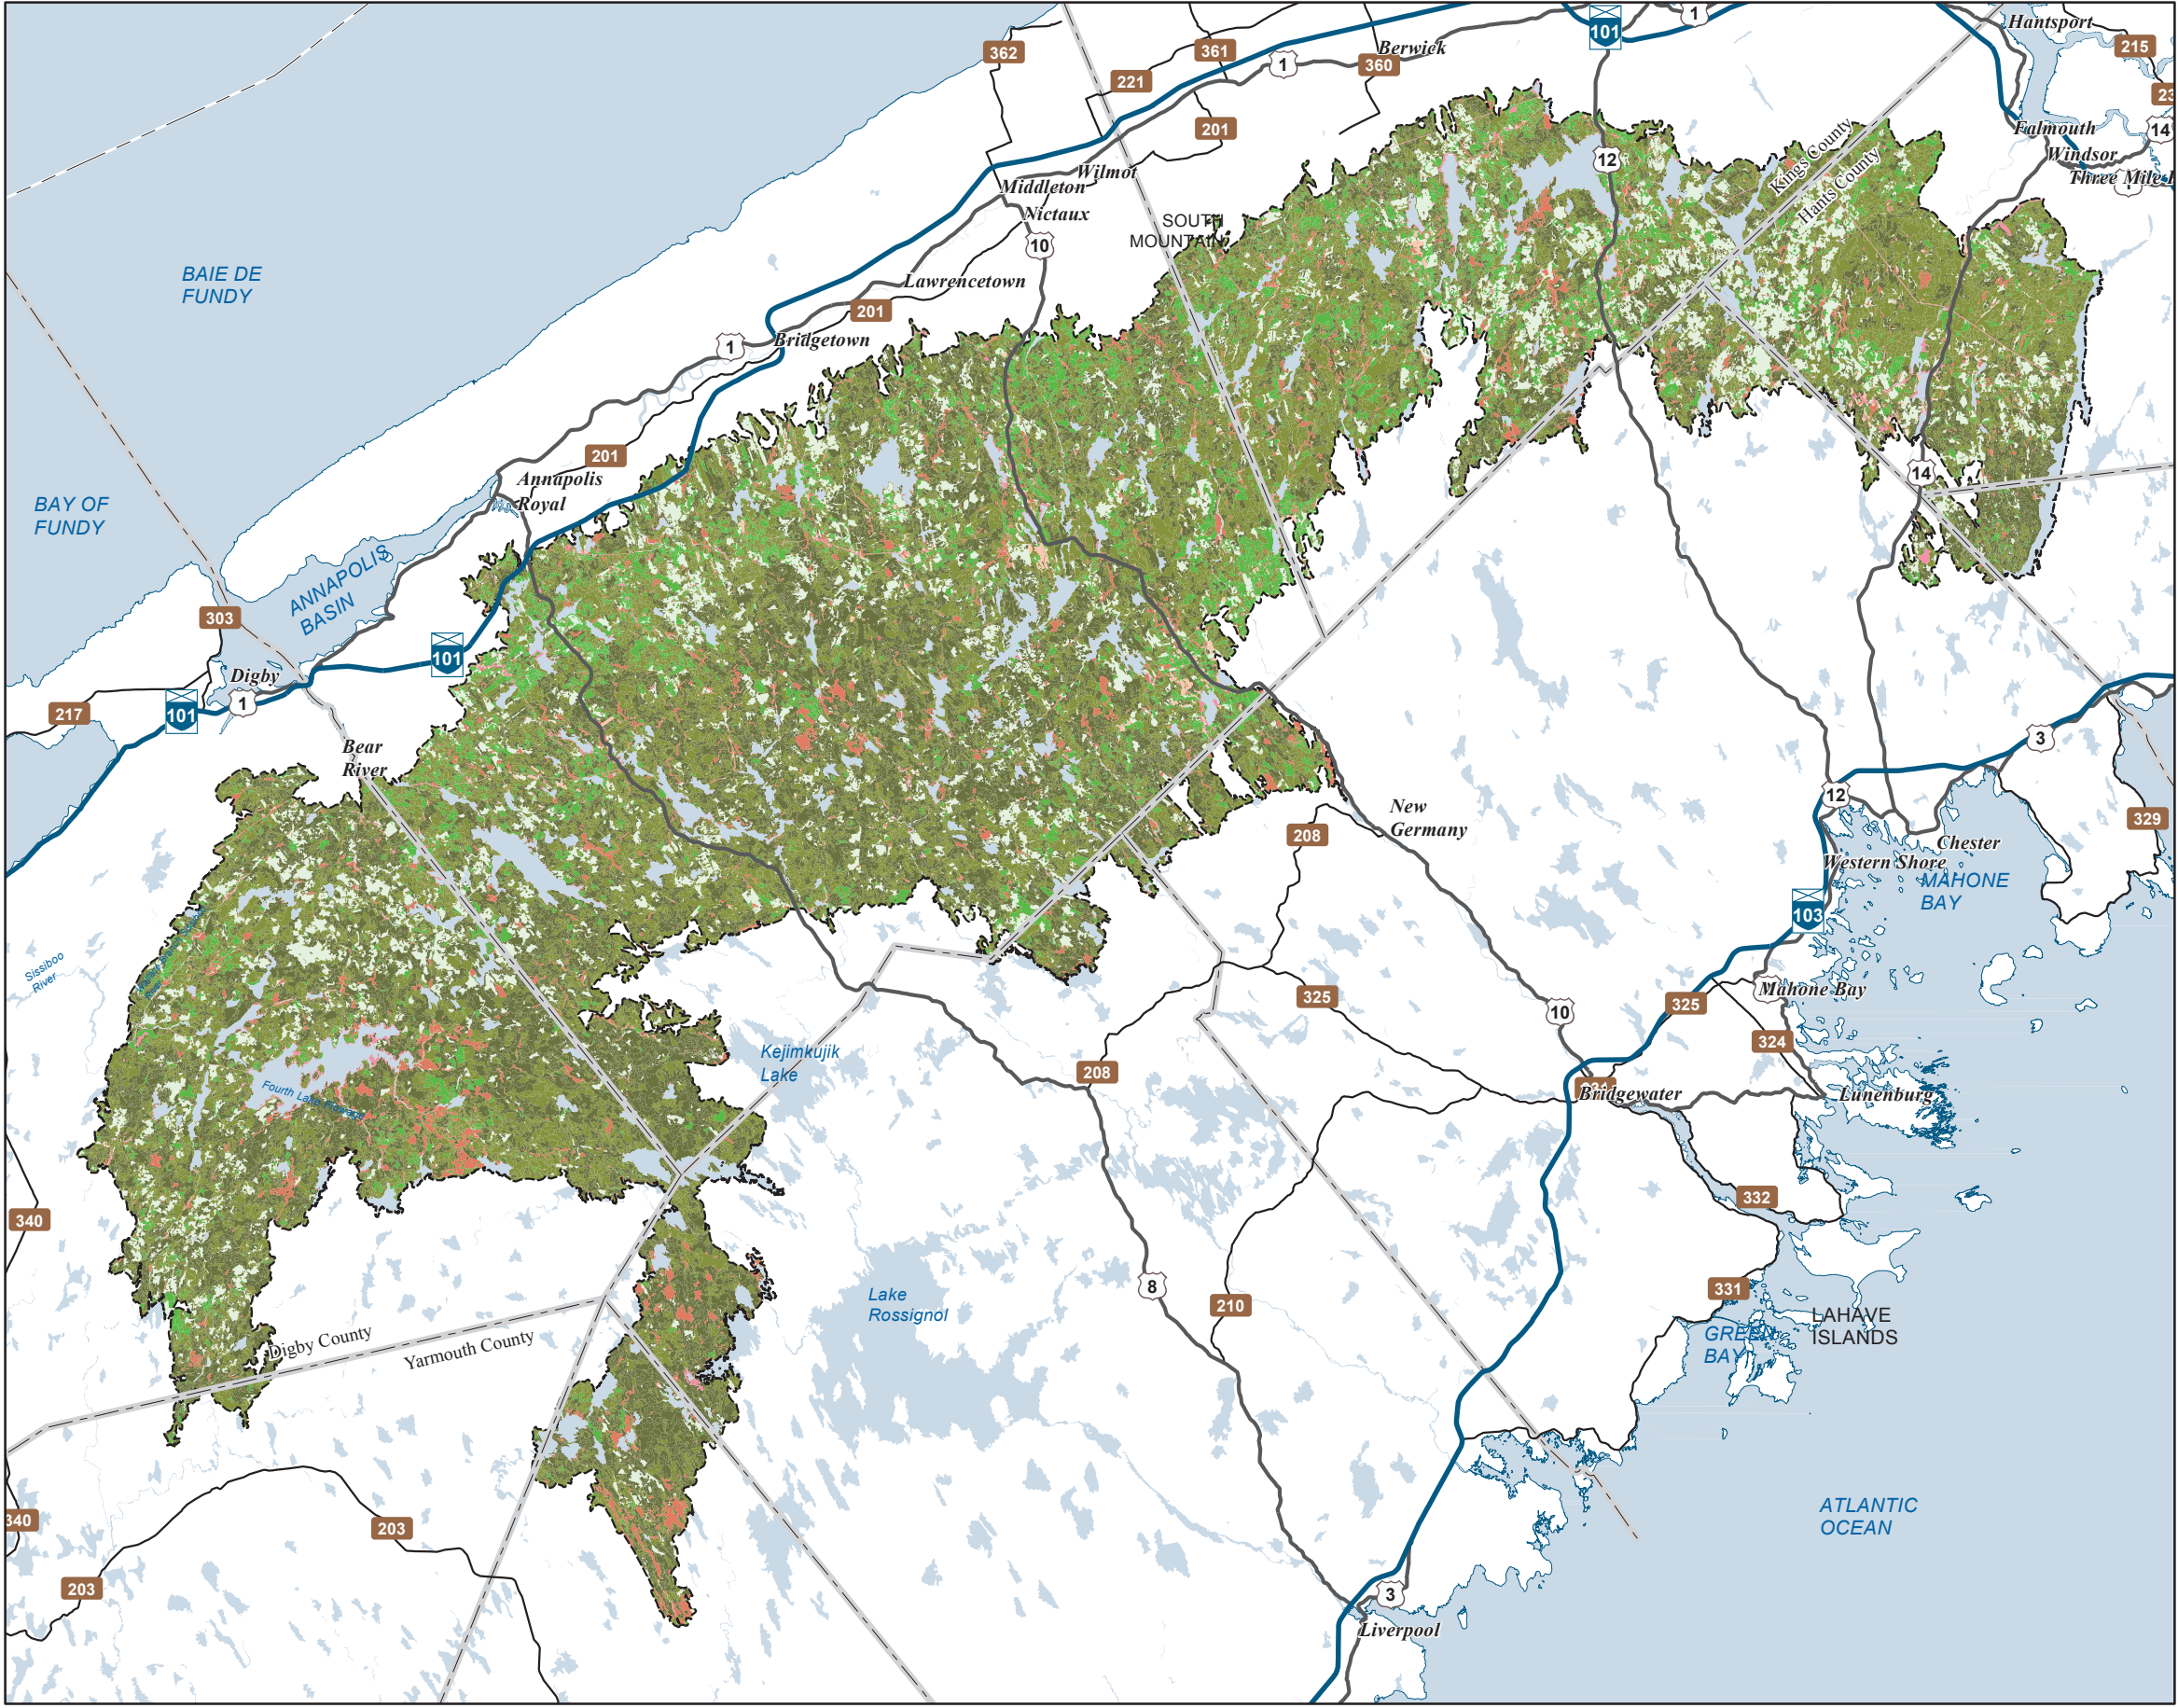 Hantsport
1
101
215
362
361
Berwick
1
360
221
23
201
Falmouth
14
12
Windsor
Kings County
Hants County
Wilmot
Three Mile
Middleton
Nictaux
SOUTH
MOUNTAIN
10
BAIE DE
FUNDY
Lawrencetown
201
1
Bridgetown
201
14
Annapolis
Royal
BAY OF
FUNDY
ANNAPOLIS
BASIN
303
101
Digby
1
217
101
3
Bear
River
12
New
Germany
208
329
Chester
Western Shore
MAHONE
BAY
103
Sissiboo
River
Mahone Bay
325
325
10
324
Kejimkujik
Lake
208
Fourth Lake Flowage
Bridgewater
Lunenburg
332
340
8
331
Lake
Rossignol
210
LAHAVE
ISLANDS
GREEN
BAY
Digby County
Yarmouth County
ATLANTIC
OCEAN
340
203
203
3
Liverpool